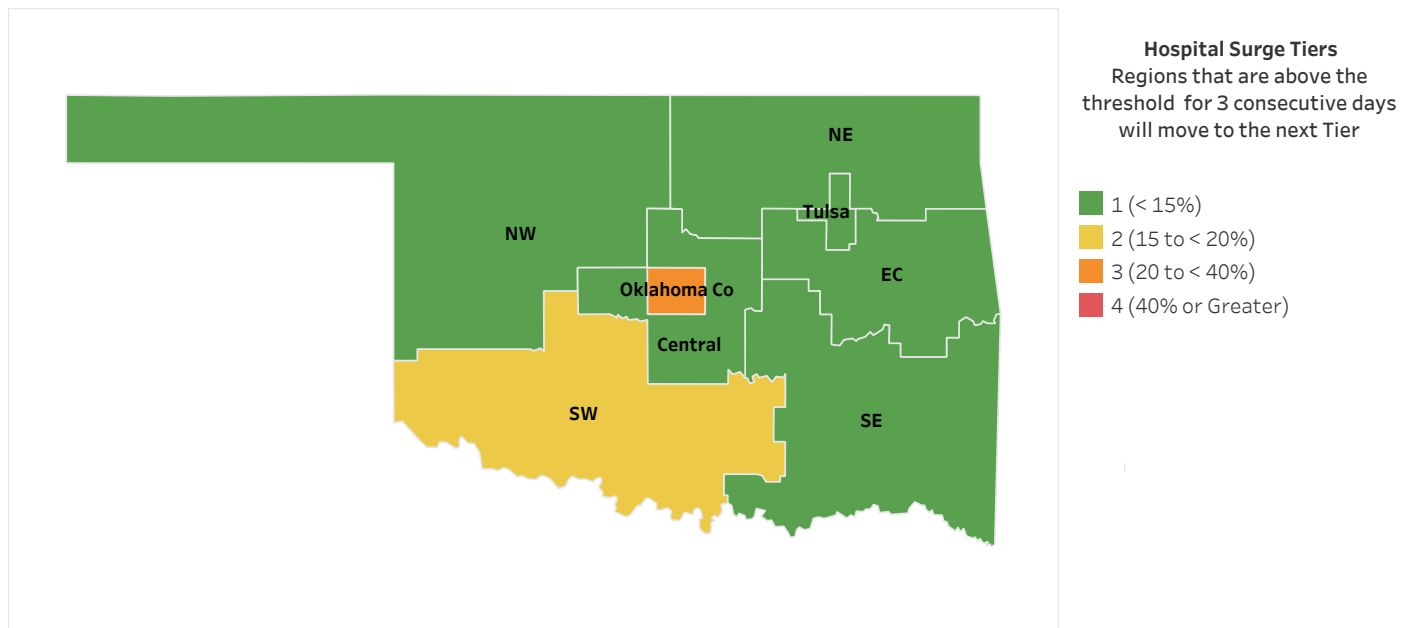 Hospital Surge Tiers
Regions that are above the
threshold for 3 consecutive days
will move to the next Tier
1 (< 15%)
2 (15 to < 20%)
3 (20 to < 40%)
4 (40% or Greater)
NE
Tulsa
NW
EC
Oklahoma Co
Central
SW
SE